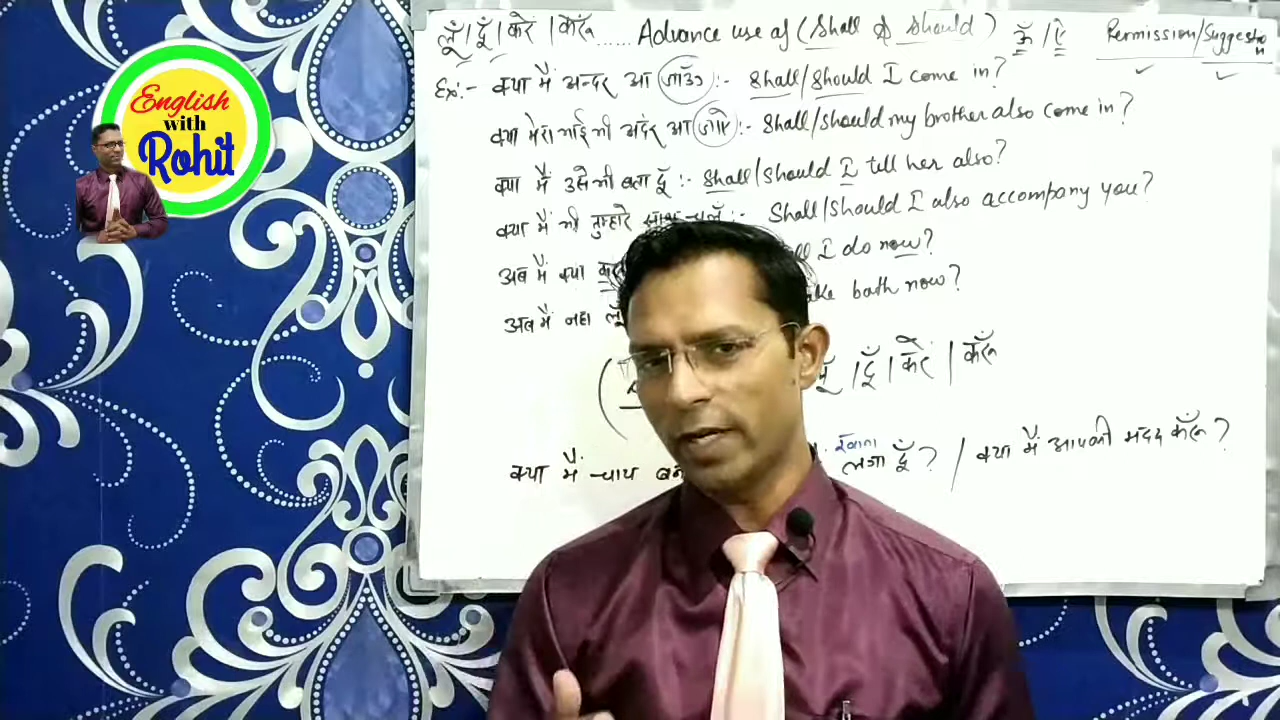 English
with
Rohit
लूँ / दूँ / करें / करूँ ...... Advance use of (Shall & Should) ऊँ / ऐ Permission/Suggestion
Ex:- क्या मैं अन्दर आ जाऊँ :- Shall/Should I come in?
क्या मेरा भाई भी अंदर आ जाये :- Shall/Should my brother also come in?
क्या मैं उसे भी बता दूँ :- Shall/Should I tell her also?
क्या मैं भी तुम्हारे साथ चलूँ :- Shall/Should I also accompany you?
अब मैं क्या I do now?
अब मैं नहा लूँ bath now?
दूँ / करें / करूँ
क्या मैं चाय खाना लगा दूँ ? / क्या मैं आपकी मदद करूँ ?